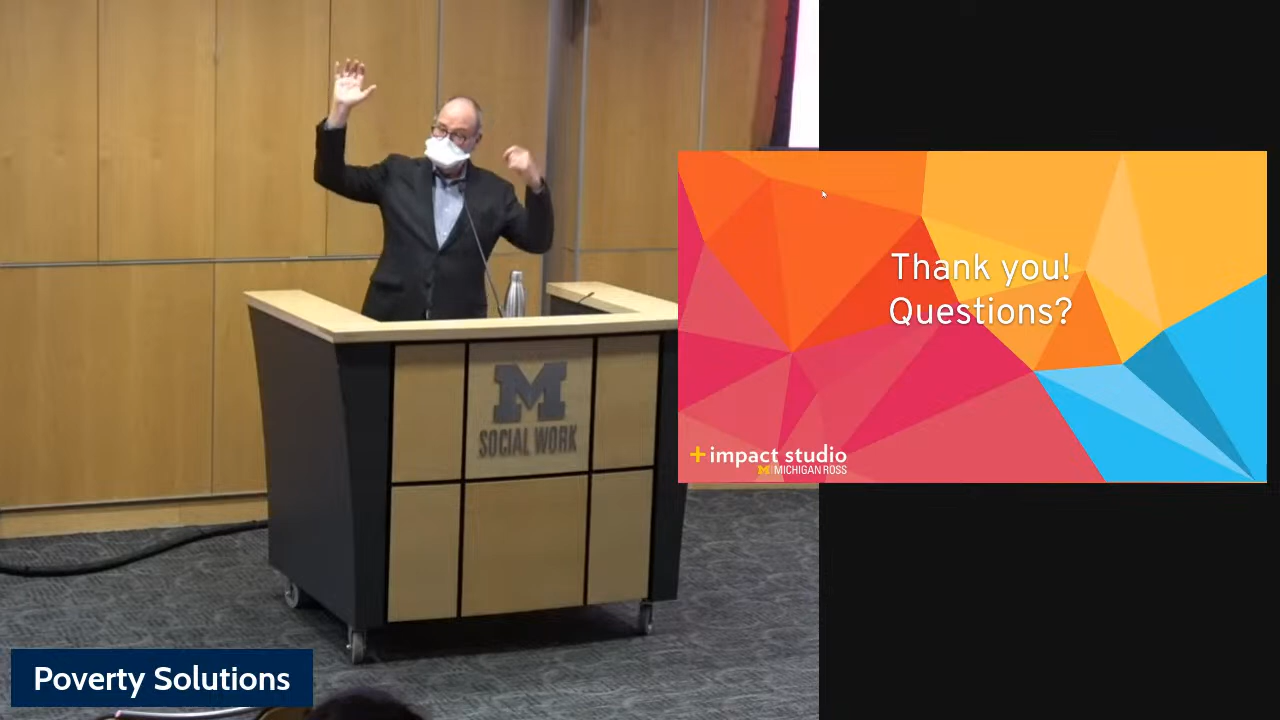 M
SOCIAL WORK
Thank you!
Questions?
+impact studio
M MICHIGAN ROSS
Poverty Solutions